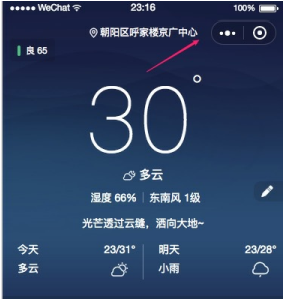 WeChat 23:16 100%
朝阳区呼家楼京广中心
良 65
30°
多云
湿度 66% 东南风 1级
光芒透过云缝，洒向大地~
今天 23/31° 明天 23/28°
多云 小雨